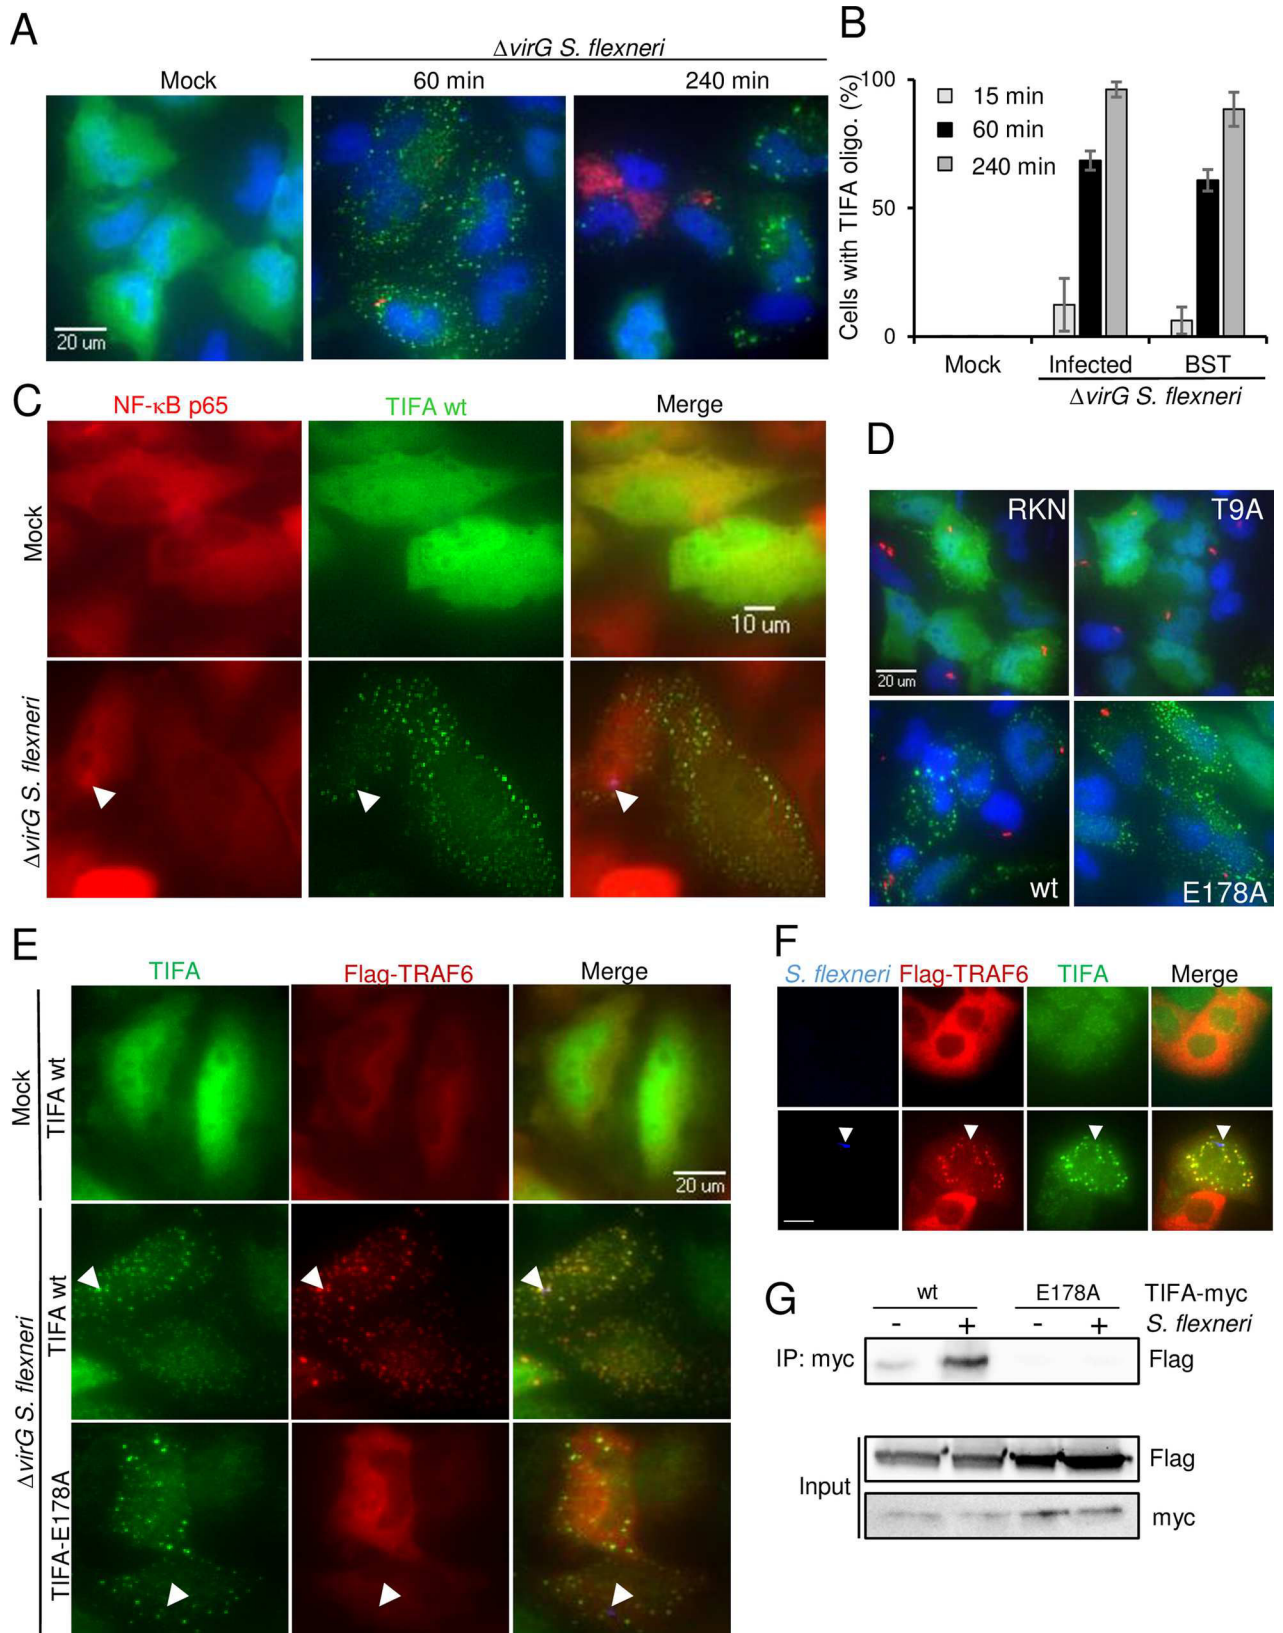 A
ΔvirG S. flexneri
Mock
60 min
240 min
20 um
B
Cells with TIFA oligo. (%)
100
50
0
15 min
60 min
240 min
Mock
Infected
BST
ΔvirG S. flexneri
C
NF-κB p65
TIFA wt
Merge
Mock
10 um
ΔvirG S. flexneri
D
RKN
T9A
20 um
wt
E178A
E
TIFA
Flag-TRAF6
Merge
Mock
TIFA wt
20 um
ΔvirG S. flexneri
TIFA wt
TIFA-E178A
F
S. flexneri
Flag-TRAF6
TIFA
Merge
G
wt
E178A
TIFA-myc
- + - + S. flexneri
IP: myc
Flag
Input
Flag
myc